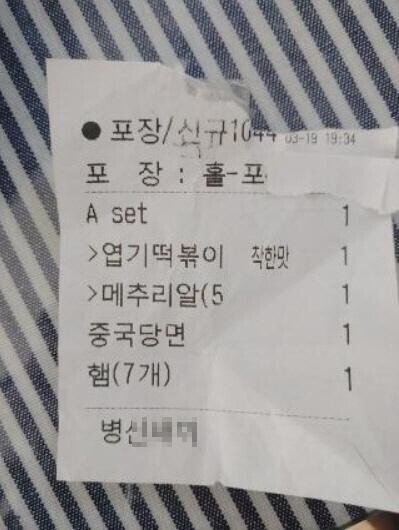 ● 포장/신규1044 03-19 19:34
포 장 : 홀-포
A set 1
>엽기떡볶이 착한맛 1
>메추리알(5 1
중국당면 1
햄(7개) 1
병신